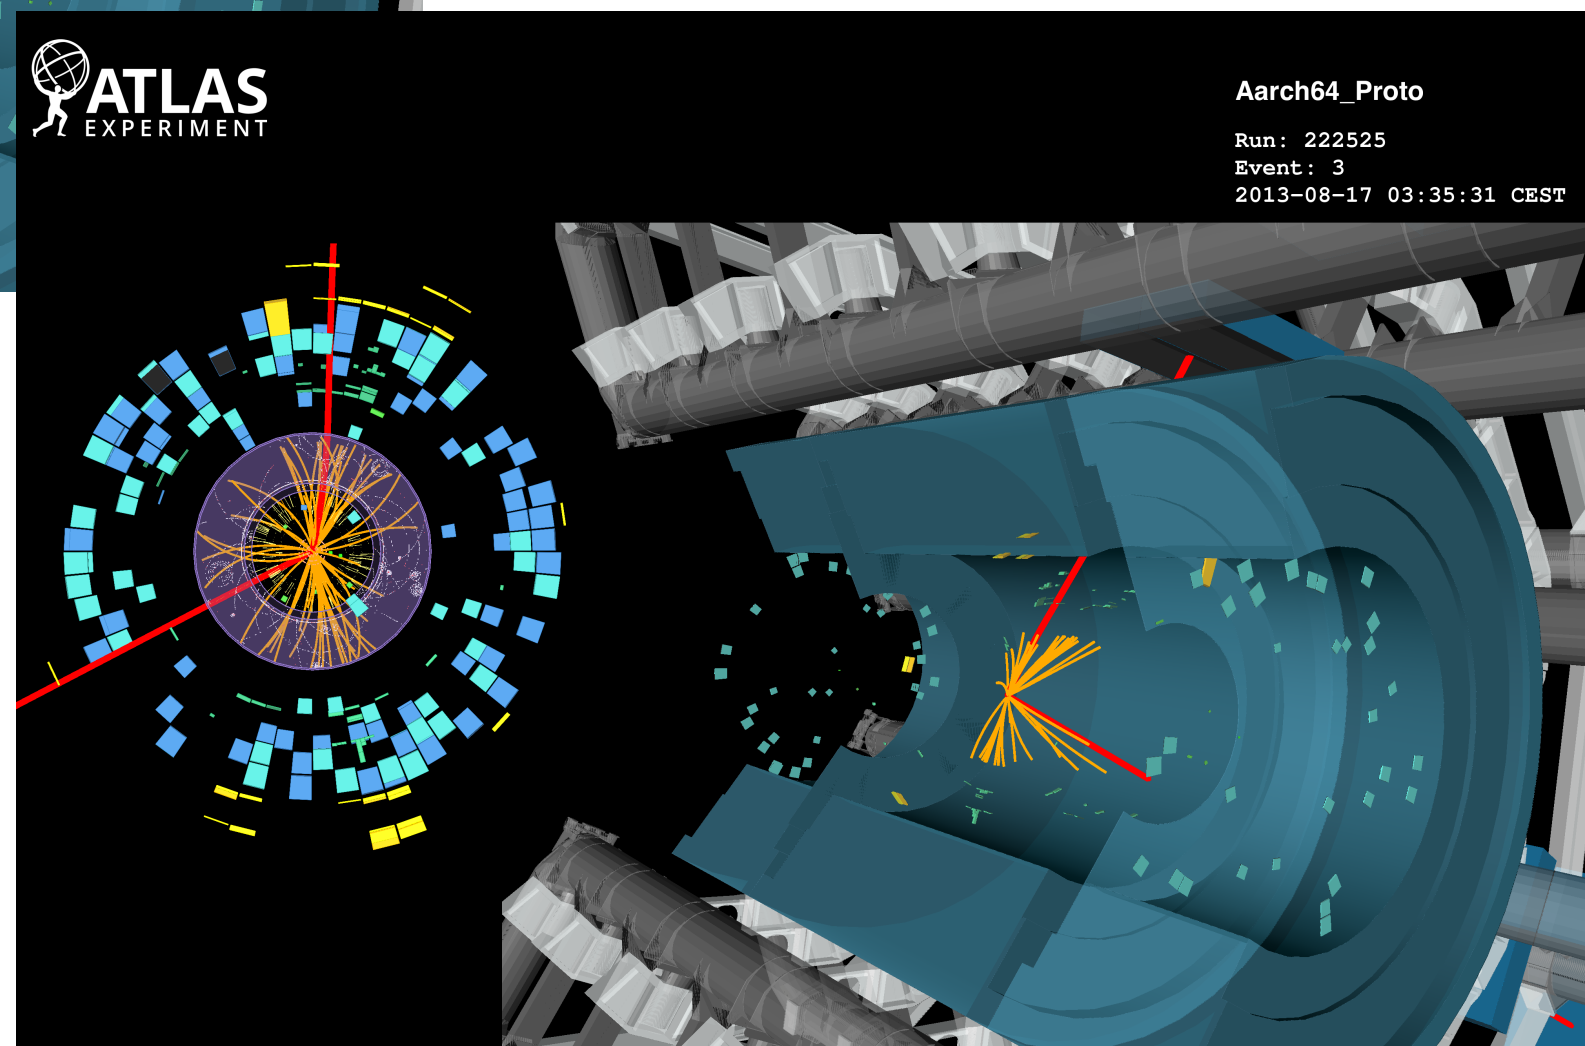 ATLAS
EXPERIMENT
Aarch64_Proto
Run: 222525
Event: 3
2013-08-17 03:35:31 CEST